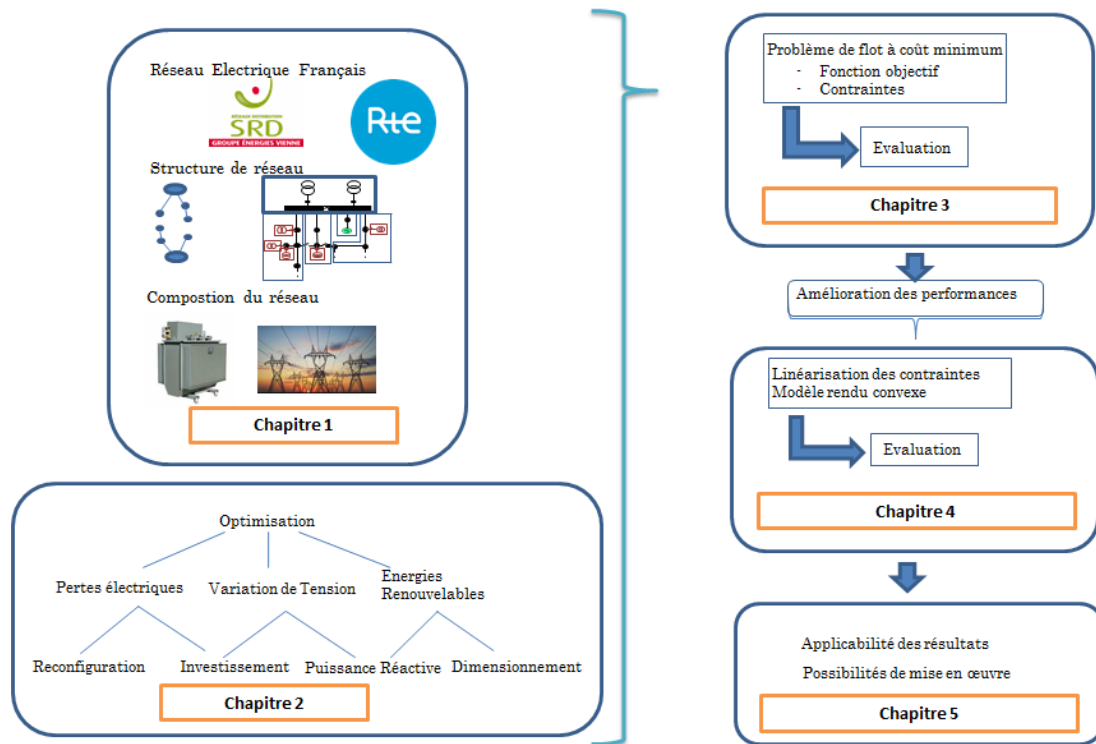 Réseau Electrique Français
RÉSEAUX DISTRIBUTION
SRD
GROUPE ÉNERGIES VIENNE
Rte
Structure de réseau
Compostion du réseau
Chapitre 1
Optimisation
Pertes électriques
Variation de Tension
Energies
Renouvelables
Reconfiguration
Investissement
Puissance Réactive
Dimensionnement
Chapitre 2
Problème de flot à coût minimum
- Fonction objectif
- Contraintes
Evaluation
Chapitre 3
Amélioration des performances
Linéarisation des contraintes
Modèle rendu convexe
Evaluation
Chapitre 4
Applicabilité des résultats
Possibilités de mise en œuvre
Chapitre 5